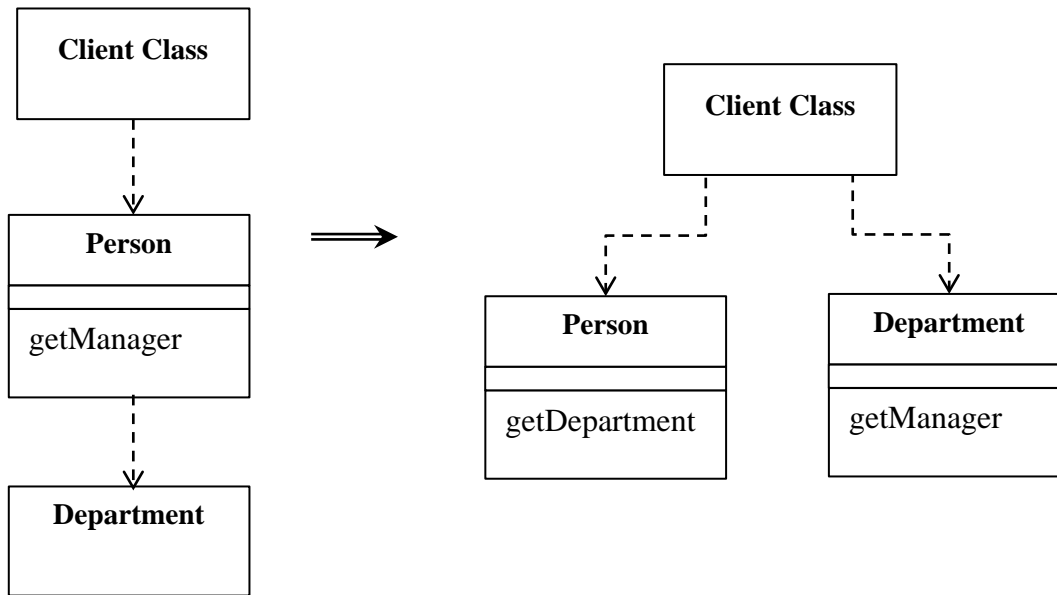 Client Class
Person
getManager
Department
Client Class
Person
getDepartment
Department
getManager